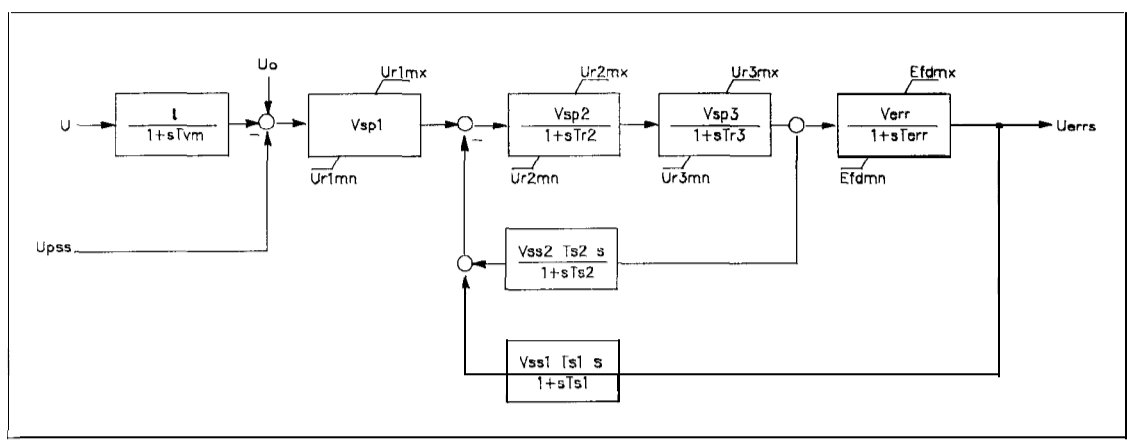 Uo
Ur1mx
Ur2mx
Ur3mx
Efdmx
U
1
1+sTvm
Vsp1
Vsp2
1+sTr2
Vsp3
1+sTr3
Verr
1+sTerr
Uerrs
Ur1mn
Ur2mn
Ur3mn
Efdmn
Upss
Vss2 Ts2 s
1+sTs2
Vss1 Ts1 s
1+sTs1